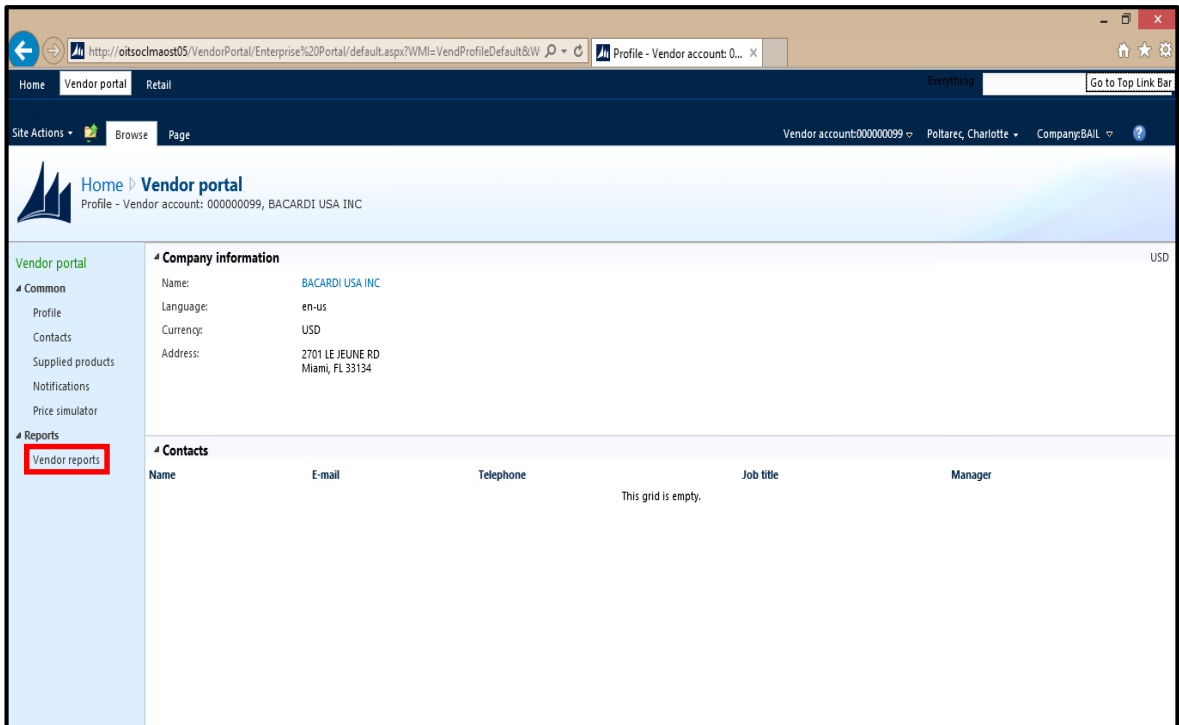 http://oitsoclmaost05/VendorPortal/Enterprise%20Portal/default.aspx?WMI=VendProfileDefault&W
Profile - Vendor account: 0...
Home Vendor portal Retail Everything Go to Top Link Bar
Site Actions Browse Page Vendor account:000000099 Poltarec, Charlotte Company:BAIL
Home Vendor portal
Profile - Vendor account: 000000099, BACARDI USA INC
Vendor portal
Common
Profile
Contacts
Supplied products
Notifications
Price simulator
Reports
Vendor reports
Company information USD
Name: BACARDI USA INC
Language: en-us
Currency: USD
Address: 2701 LE JEUNE RD
Miami, FL 33134
Contacts
Name E-mail Telephone Job title Manager
This grid is empty.